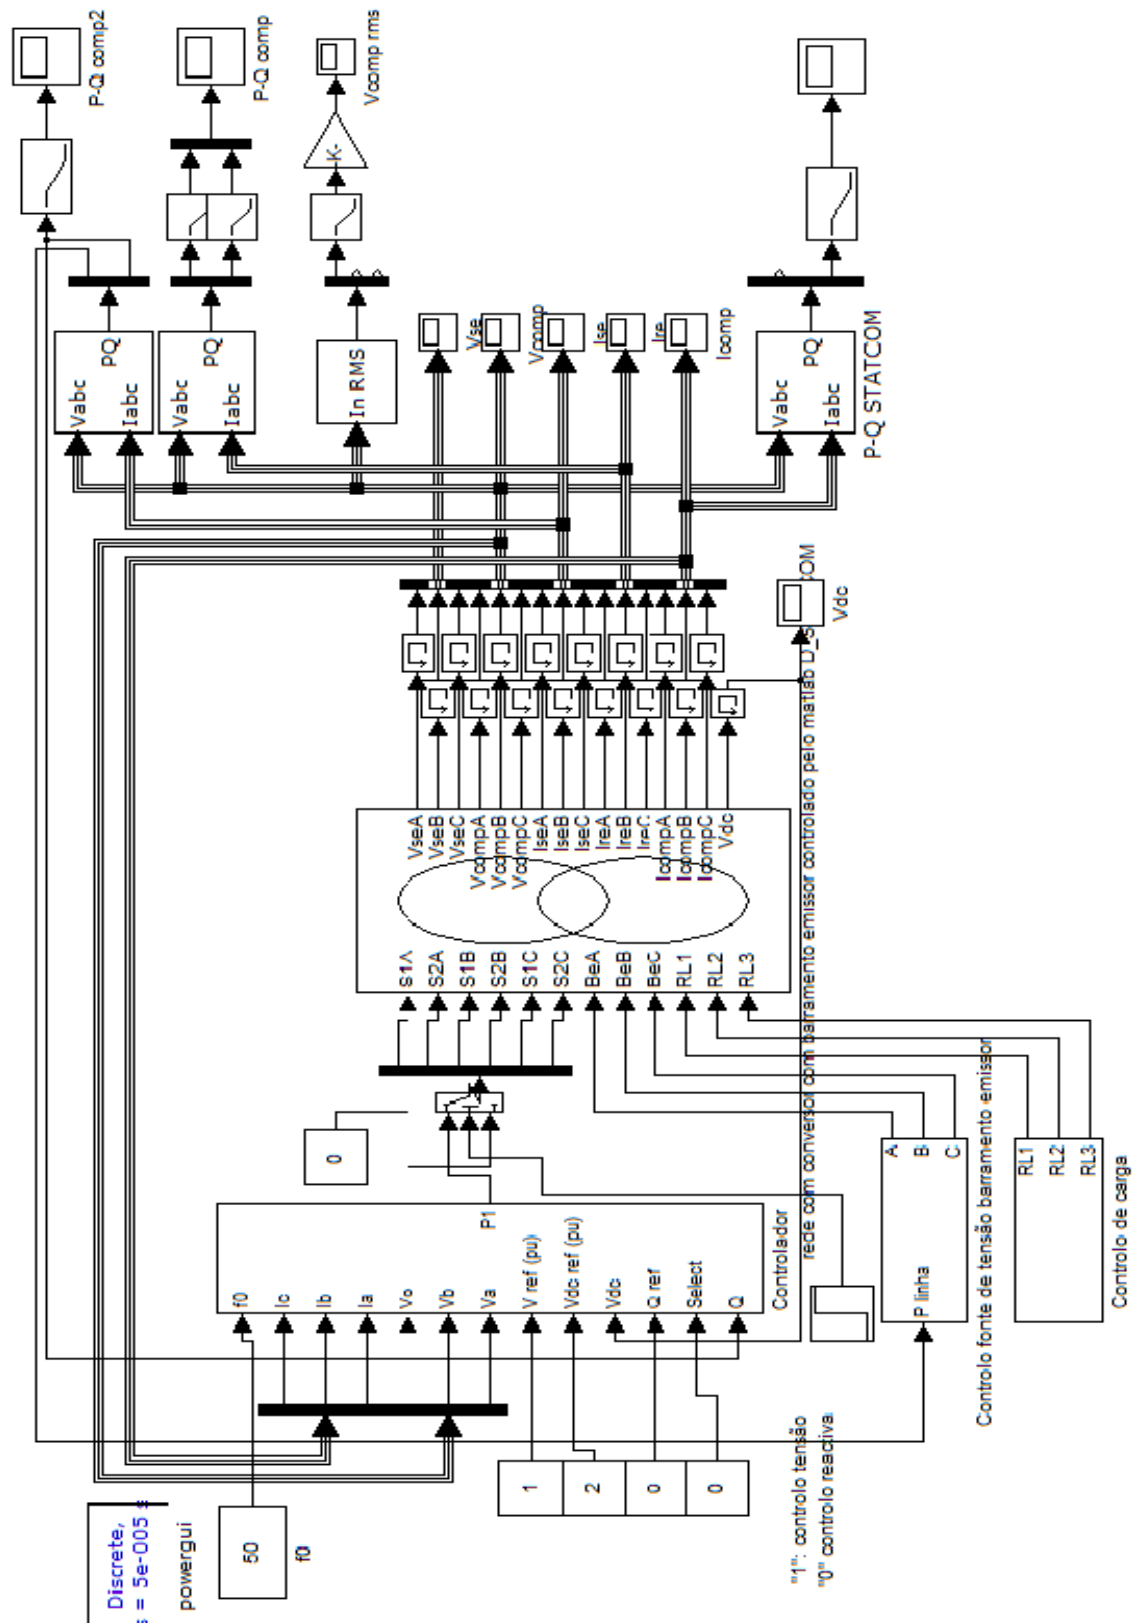 Discrete,
s = 5e-005 s
powergui
50
f0
1
2
0
0
"1": controlo tensão
"0" controlo reactiva
f0
Ic
Ib
Ia
Vc
Vb
Va
V ref (pu)
Vdc ref (pu)
Vdc
Q ref
Select
Q
P1
Controlador
0
P linha
A
B
C
Controlo fonte de tensão barramento emissor
RL1
RL2
RL3
Controlo de carga
S1A
S2A
S1B
S2B
S1C
S2C
BeA
BeB
BeC
RL1
RL2
RL3
VseA
VseB
VseC
VcompA
VcompB
VcompC
IseA
IseB
IseC
IreA
IreB
IreC
IcompA
IcompB
IcompC
Vdc
rede com conversor com barramento emissor controlado pelo matlab D_S COM
Vdc
Vse
Vcomp
Ise
Ire
Icomp
Vabc
Iabc
PQ
Vabc
Iabc
PQ
In RMS
Vabc
Iabc
PQ
P-Q STATCOM
-K-
P-Q comp2
P-Q comp
Vcomp rms